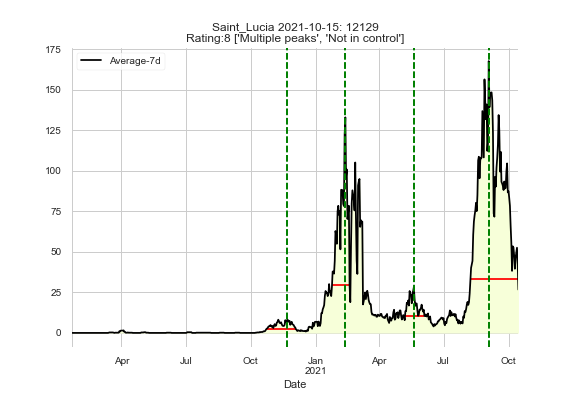 Saint_Lucia 2021-10-15: 12129
Rating:8 ['Multiple peaks', 'Not in control']
175
Average-7d
150
125
100
75
50
25
0
Apr Jul Oct Jan Apr Jul Oct
2021
Date